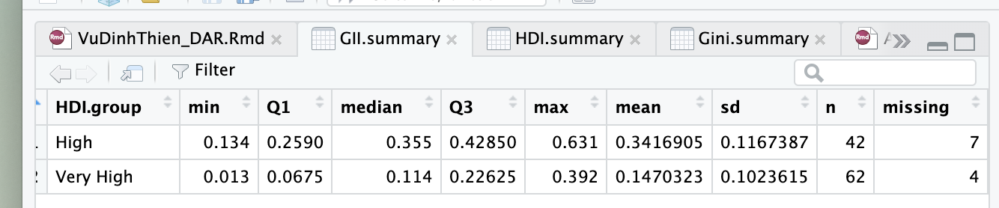 VuDinhThien_DAR.Rmd GII.summary HDI.summary Gini.summary
Filter
HDI.group min Q1 median Q3 max mean sd n missing
High 0.134 0.2590 0.355 0.42850 0.631 0.3416905 0.1167387 42 7
Very High 0.013 0.0675 0.114 0.22625 0.392 0.1470323 0.1023615 62 4